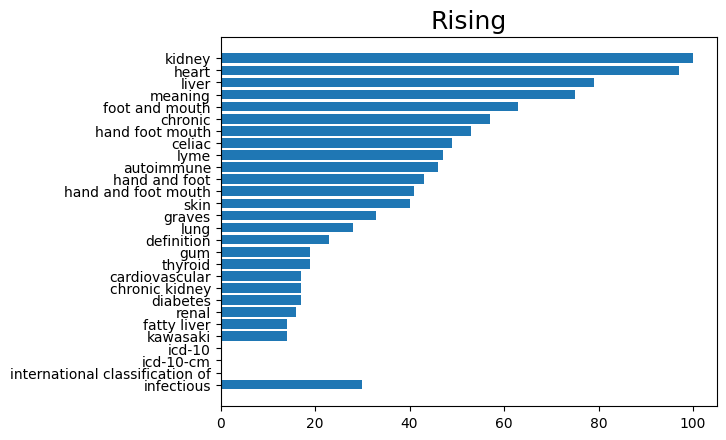 Rising
kidney
heart
liver
meaning
foot and mouth
chronic
hand foot mouth
celiac
lyme
autoimmune
hand and foot
hand and foot mouth
skin
graves
lung
definition
gum
thyroid
cardiovascular
chronic kidney
diabetes
renal
fatty liver
kawasaki
icd-10
icd-10-cm
international classification of
infectious
0 20 40 60 80 100